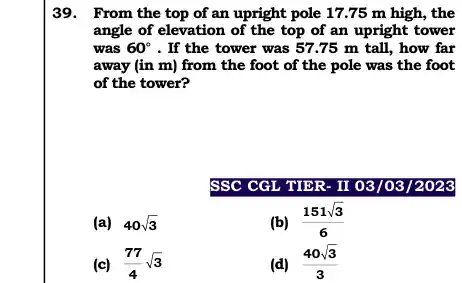 39. From the top of an upright pole 17.75 m high, the
angle of elevation of the top of an upright tower
was 60° . If the tower was 57.75 m tall, how far
away (in m) from the foot of the pole was the foot
of the tower?
SSC CGL TIER- II 03/03/2023
(a) 40√3 (b) 151√3/6
(c) 77/4 √3 (d) 40√3/3